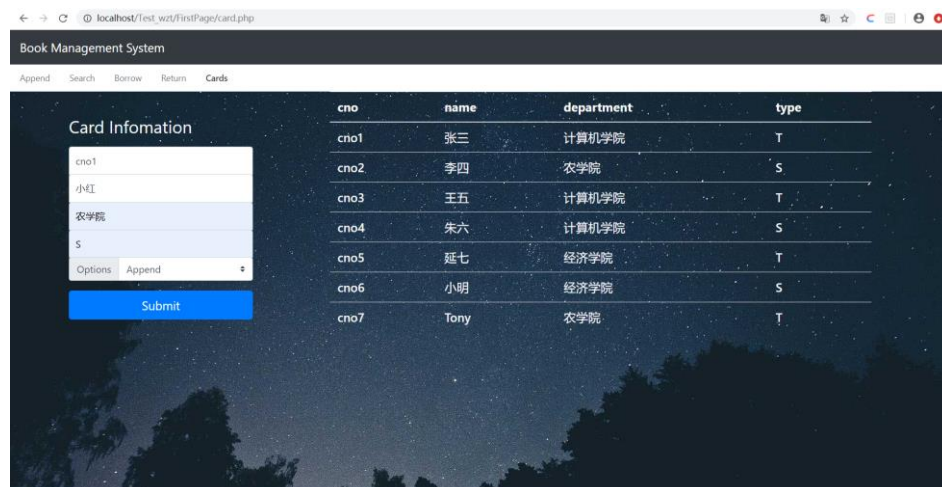 localhost/Test_wzt/FirstPage/card.php
Book Management System
Append Search Borrow Return Cards
Card Infomation
cno1
小红
农学院
S
Options Append
Submit
cno name department type
cno1 张三 计算机学院 T
cno2 李四 农学院 S
cno3 王五 计算机学院 T
cno4 朱六 计算机学院 S
cno5 延七 经济学院 T
cno6 小明 经济学院 S
cno7 Tony 农学院 T